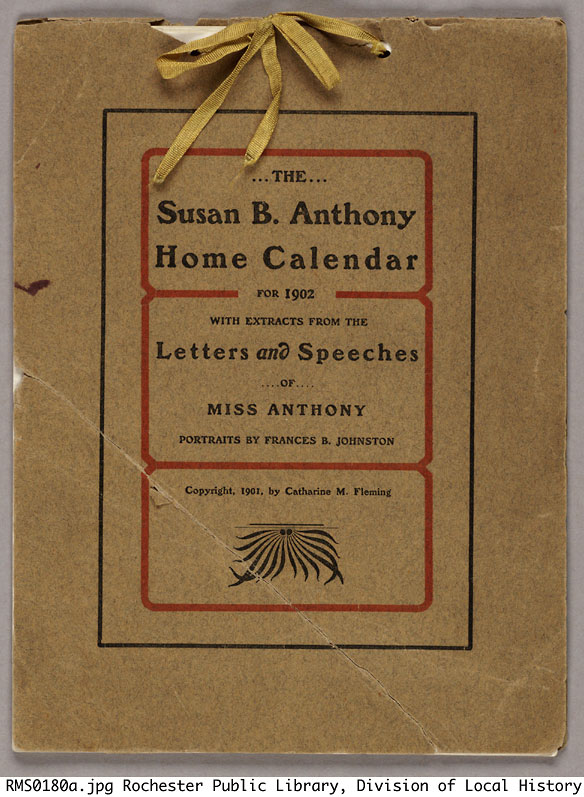 ...THE...
Susan B. Anthony
Home Calendar
FOR 1902
WITH EXTRACTS FROM THE
Letters and Speeches
....OF....
MISS ANTHONY
PORTRAITS BY FRANCES B. JOHNSTON
Copyright, 1901, by Catharine M. Fleming
RMS0180a.jpg Rochester Public Library, Division of Local History